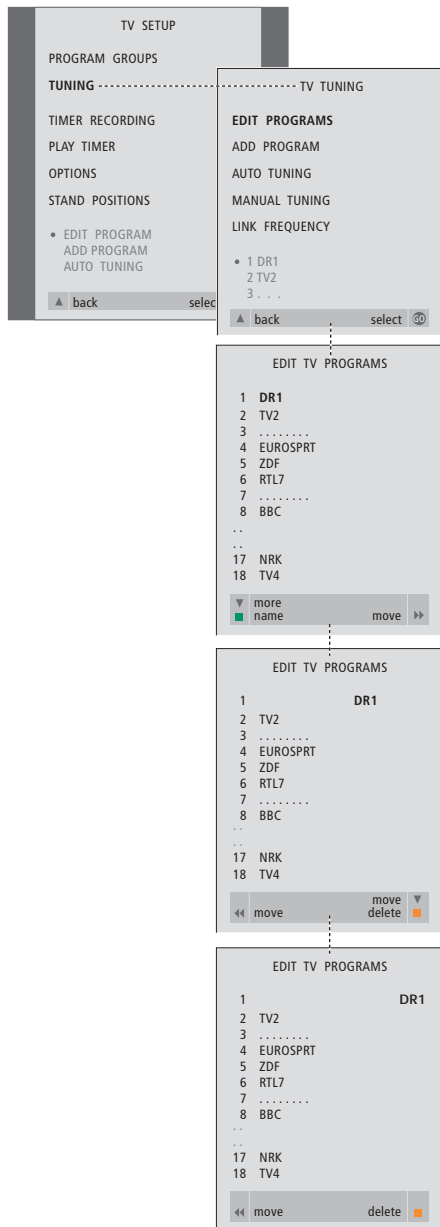 TV SETUP
PROGRAM GROUPS
TUNING
TIMER RECORDING
PLAY TIMER
OPTIONS
STAND POSITIONS
• EDIT PROGRAM
ADD PROGRAM
AUTO TUNING
▲ back selec
TV TUNING
EDIT PROGRAMS
ADD PROGRAM
AUTO TUNING
MANUAL TUNING
LINK FREQUENCY
• 1 DR1
2 TV2
3 . . .
▲ back select GO
EDIT TV PROGRAMS
1 DR1
2 TV2
3 ........
4 EUROSPRT
5 ZDF
6 RTL7
7 ........
8 BBC
. .
. .
17 NRK
18 TV4
▼ more
name move ▶▶
EDIT TV PROGRAMS
1 DR1
2 TV2
3 ........
4 EUROSPRT
5 ZDF
6 RTL7
7 ........
8 BBC
. .
. .
17 NRK
18 TV4
move ▼
◀◀ move delete
EDIT TV PROGRAMS
1 DR1
2 TV2
3 ........
4 EUROSPRT
5 ZDF
6 RTL7
7 ........
8 BBC
. .
. .
17 NRK
18 TV4
◀◀ move delete